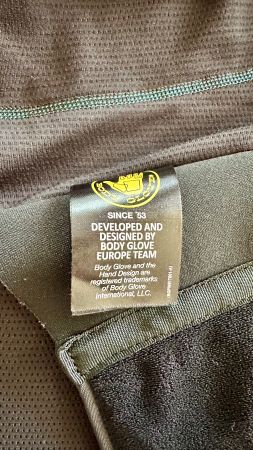 SINCE '53
DEVELOPED AND
DESIGNED BY
BODY GLOVE
EUROPE TEAM
Body Glove and the
Hand Design are
registered trademarks
of Body Glove
International, LLC.